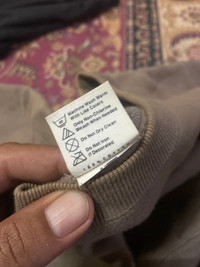 Machine Wash Warm
With Like Colors
Only Non-Chlorine
Bleach When Needed
Do Not Dry Clean
Do Not Iron
If Decorated